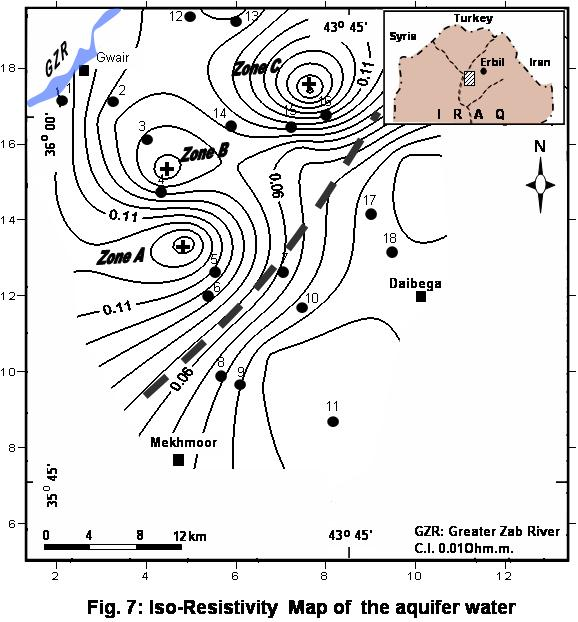 12
13
43° 45'
Turkey
Syria
Erbil
Iran
I R A Q
GZR
Gwair
Zone C
0.11
18
1
2
36° 00'
14
15
16
16
3
Zone B
N
4
0.06
17
14
0.11
18
Zone A
5
7
6
Daibega
12
0.11
10
10
8
9
0.06
11
8
Mekhmoor
35° 45'
6
0 4 8 12 km
43° 45'
GZR: Greater Zab River
C.I. 0.01Ohm.m.
2 4 6 8 10 12
Fig. 7: Iso-Resistivity Map of the aquifer water